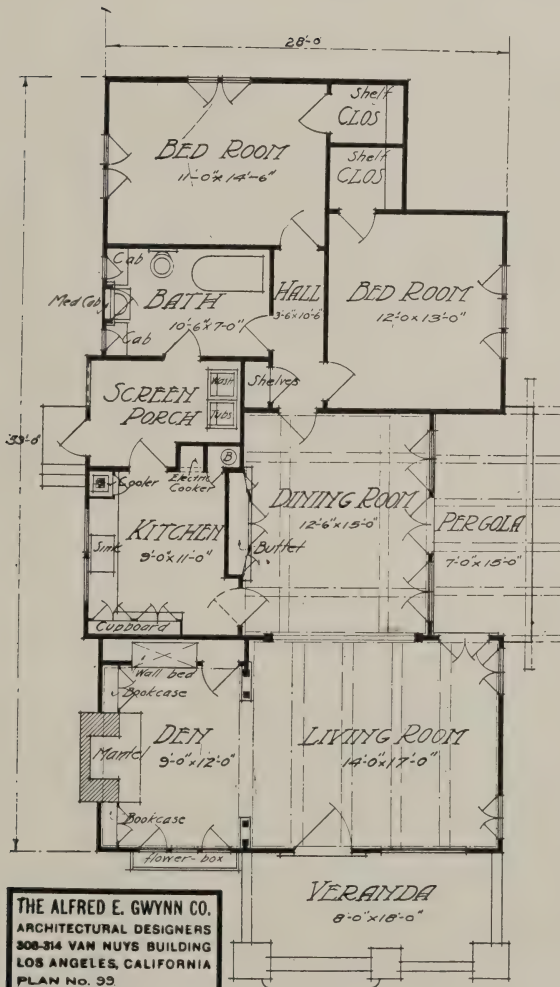 28'-0"
Shelf
CLOS
BED ROOM
11'-0"x14'-6"
Shelf
CLOS
Cab
Med Cab
BATH
10'-6"x7'-0"
Cab
HALL
3'-6"x10'-6"
BED ROOM
12'-0x13'-0"
SCREEN
PORCH
Wash
Tubs
Shelves
Cooler
Electric
Cooker
B
DINING ROOM
12'-6"x15'-0"
PERGOLA
7'-0"x15'-0"
KITCHEN
9'-0"x11'-0"
Sink
Buffet
Cupboard
Wall bed
Bookcase
Mantel
DEN
9'-0"x12'-0"
LIVING ROOM
14'-0"x17'-0"
Bookcase
flower-box
VERANDA
8'-0"x18'-0"
THE ALFRED E. GWYNN CO.
ARCHITECTURAL DESIGNERS
308-314 VAN NUYS BUILDING
LOS ANGELES, CALIFORNIA
PLAN No. 99